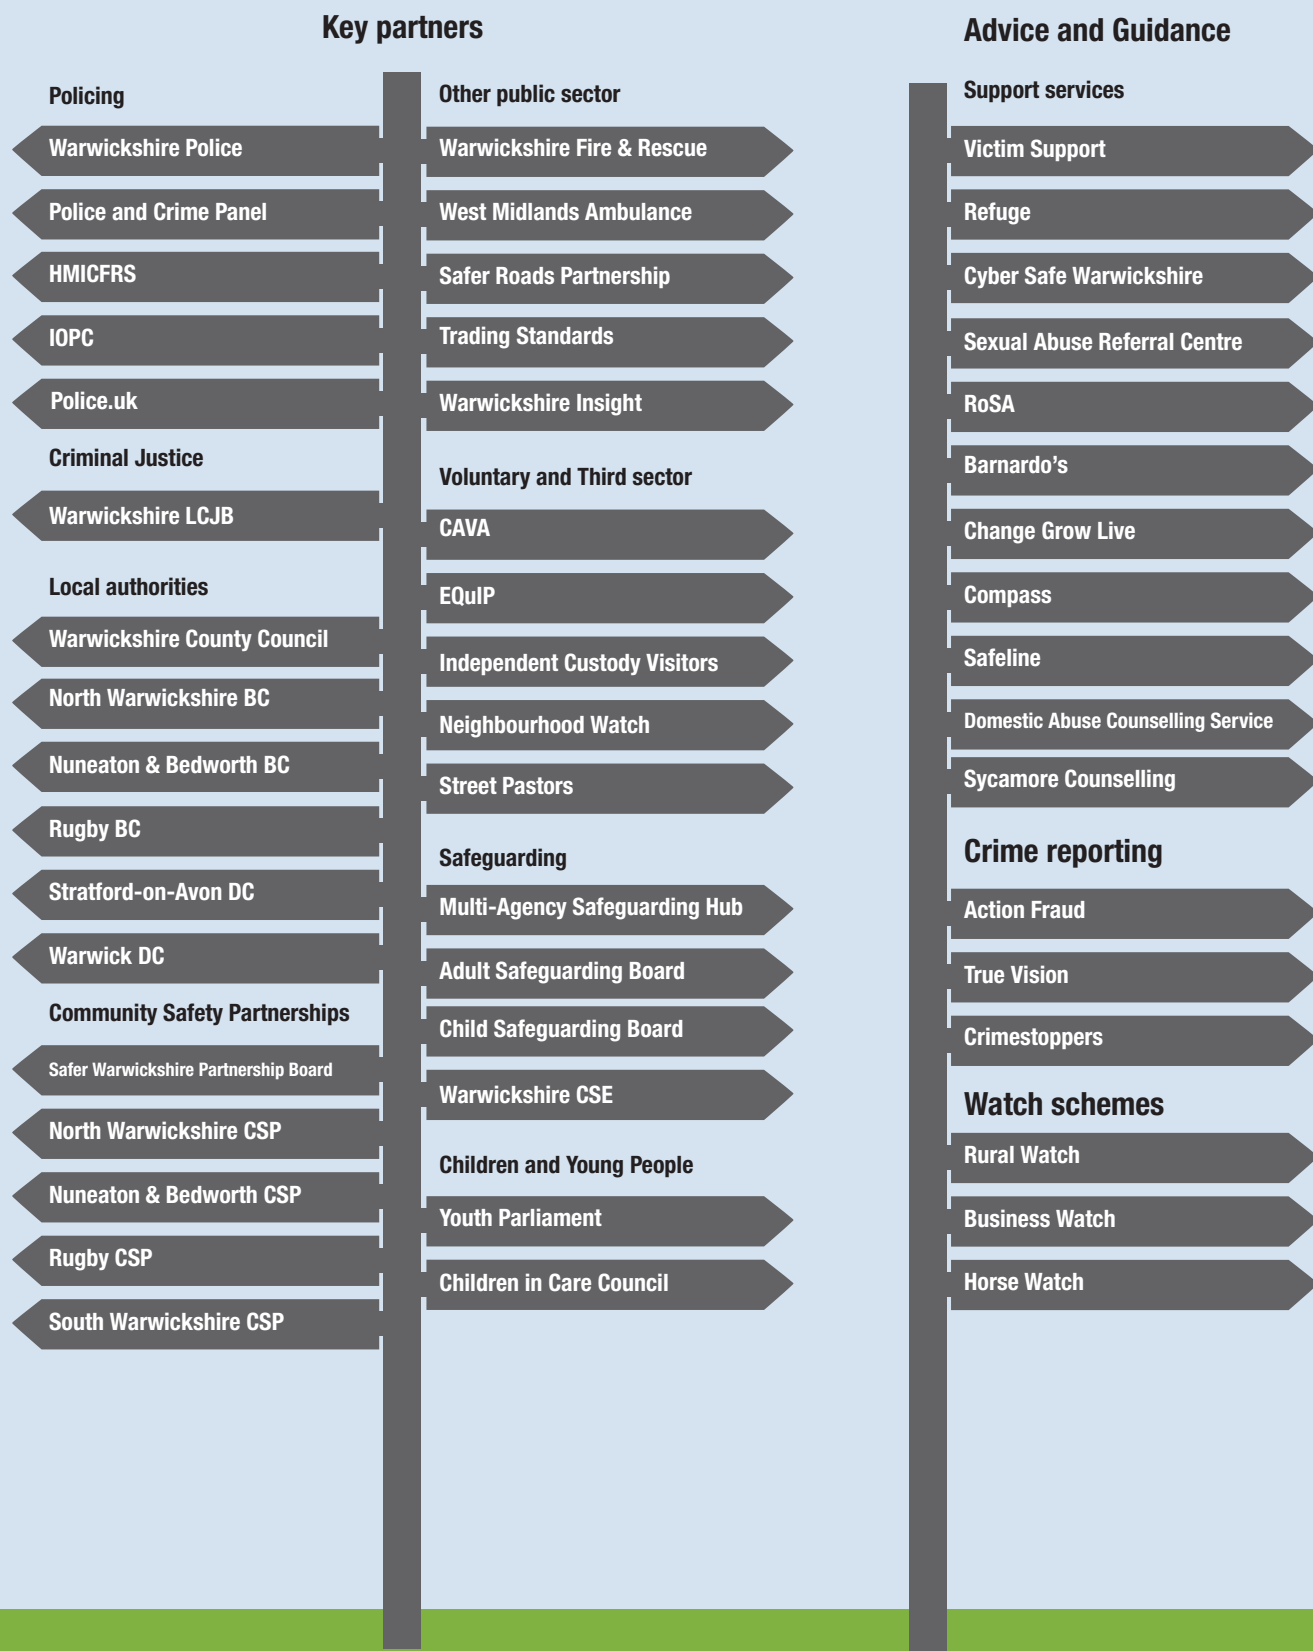 Key partners
Policing
Warwickshire Police
Police and Crime Panel
HMICFRS
IOPC
Police.uk
Criminal Justice
Warwickshire LCJB
Local authorities
Warwickshire County Council
North Warwickshire BC
Nuneaton & Bedworth BC
Rugby BC
Stratford-on-Avon DC
Warwick DC
Community Safety Partnerships
Safer Warwickshire Partnership Board
North Warwickshire CSP
Nuneaton & Bedworth CSP
Rugby CSP
South Warwickshire CSP
Other public sector
Warwickshire Fire & Rescue
West Midlands Ambulance
Safer Roads Partnership
Trading Standards
Warwickshire Insight
Voluntary and Third sector
CAVA
EQuIP
Independent Custody Visitors
Neighbourhood Watch
Street Pastors
Safeguarding
Multi-Agency Safeguarding Hub
Adult Safeguarding Board
Child Safeguarding Board
Warwickshire CSE
Children and Young People
Youth Parliament
Children in Care Council
Advice and Guidance
Support services
Victim Support
Refuge
Cyber Safe Warwickshire
Sexual Abuse Referral Centre
RoSA
Barnardo’s
Change Grow Live
Compass
Safeline
Domestic Abuse Counselling Service
Sycamore Counselling
Crime reporting
Action Fraud
True Vision
Crimestoppers
Watch schemes
Rural Watch
Business Watch
Horse Watch